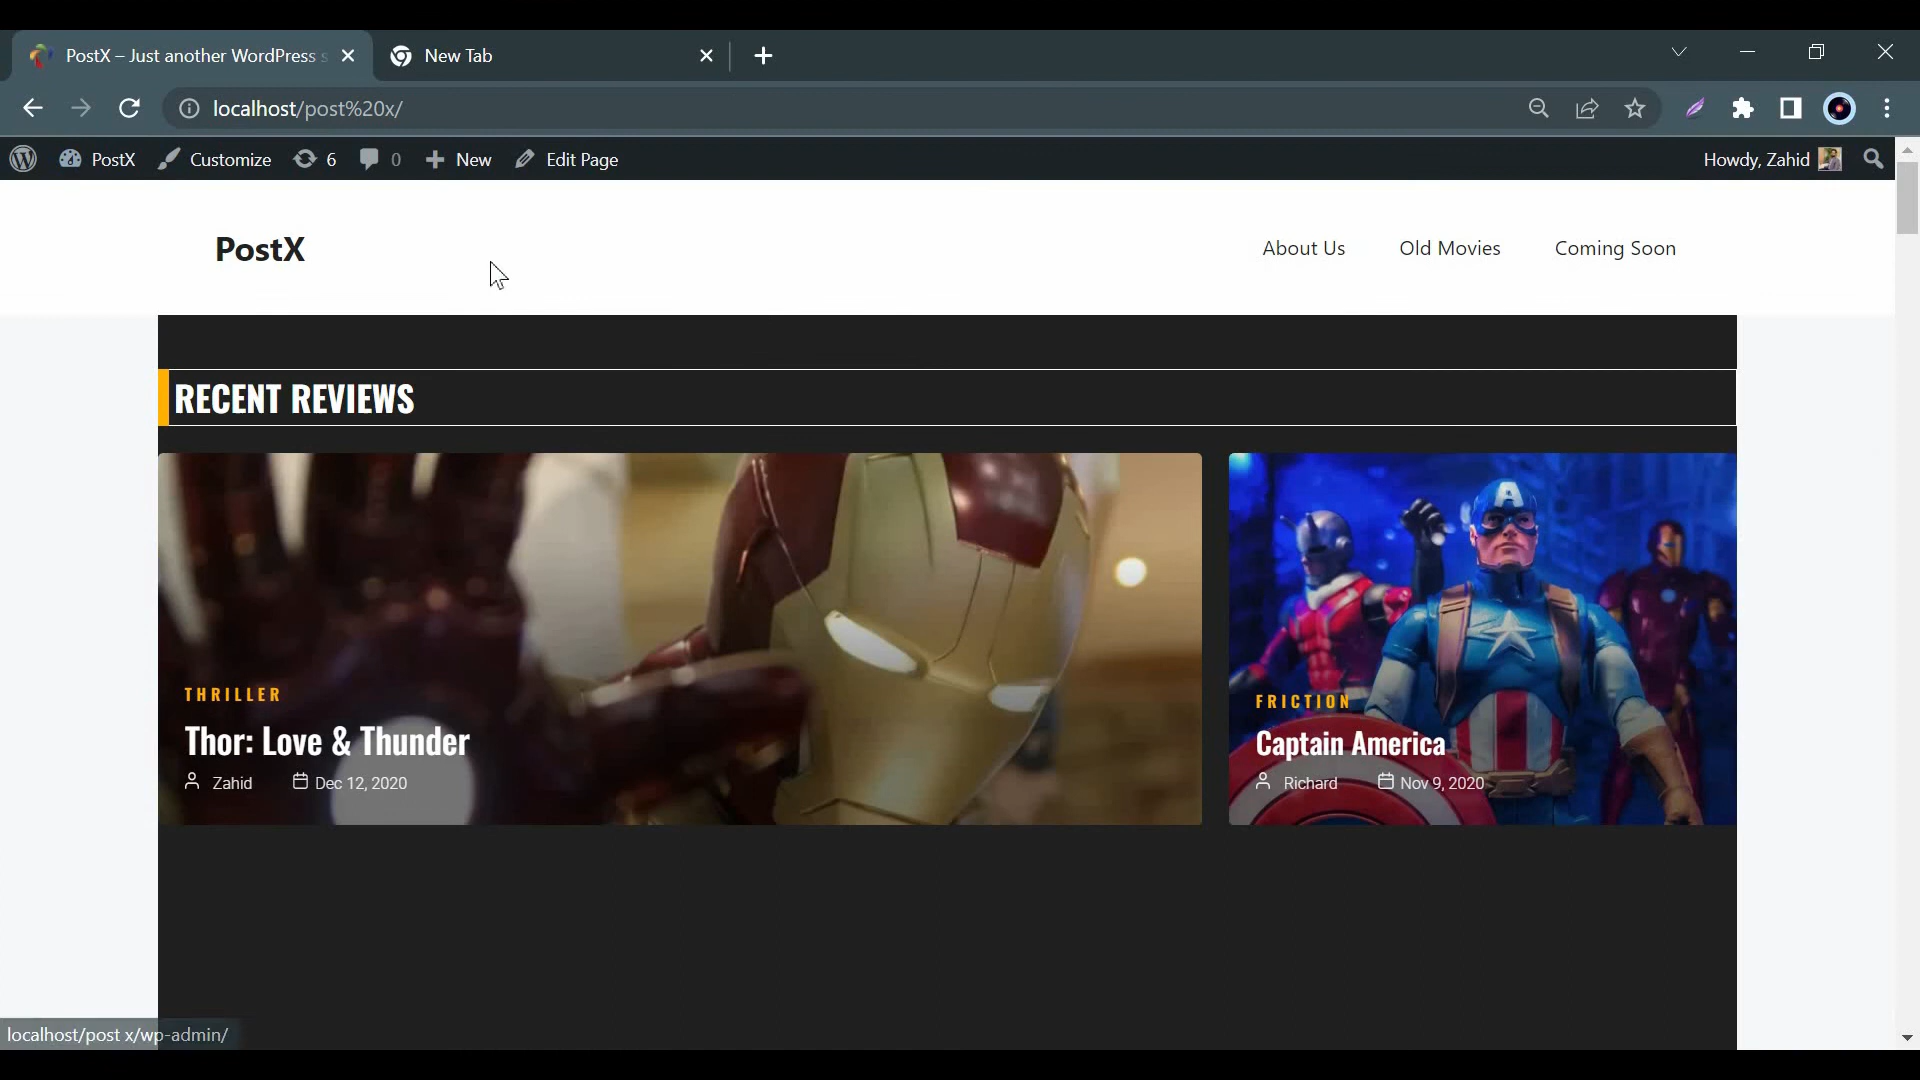 PostX – Just another WordPress s
New Tab
localhost/post%20x/
PostX Customize 6 0 New Edit Page Howdy, Zahid
PostX About Us Old Movies Coming Soon
RECENT REVIEWS
THRILLER
Thor: Love & Thunder
Zahid Dec 12, 2020
FRICTION
Captain America
Richard Nov 9, 2020
localhost/post x/wp-admin/